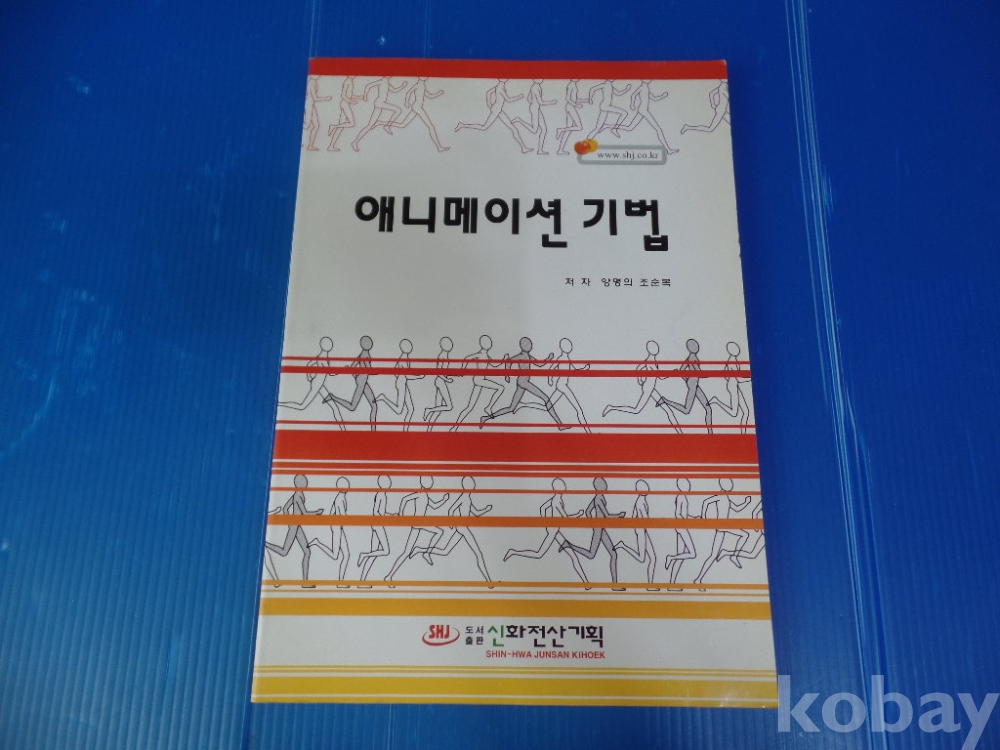 www.shj.co.kr
애니메이션 기법
저 자 양명의 조순복
SHJ 도서출판 신화전산기획
SHIN-HWA JUNSAN KIHOEK
kobay